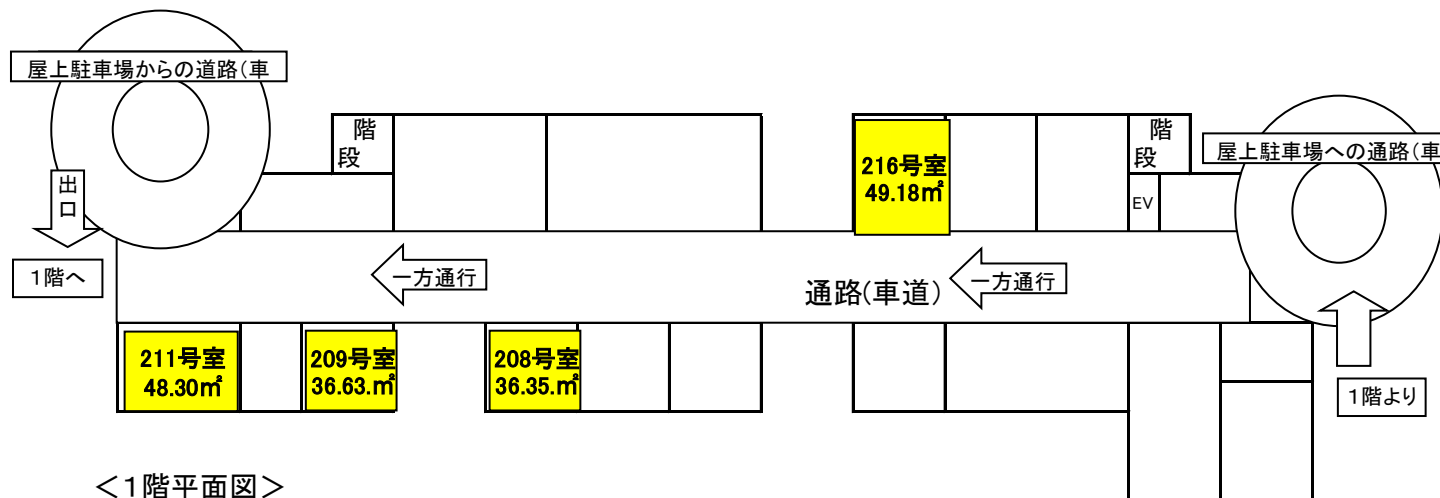 屋上駐車場からの道路(車
階
段
216号室
49.18㎡
階
段
屋上駐車場への通路(車
EV
出
口
1階へ
一方通行
通路(車道)
一方通行
211号室
48.30㎡
209号室
36.63.㎡
208号室
36.35.㎡
1階より
＜1階平面図＞